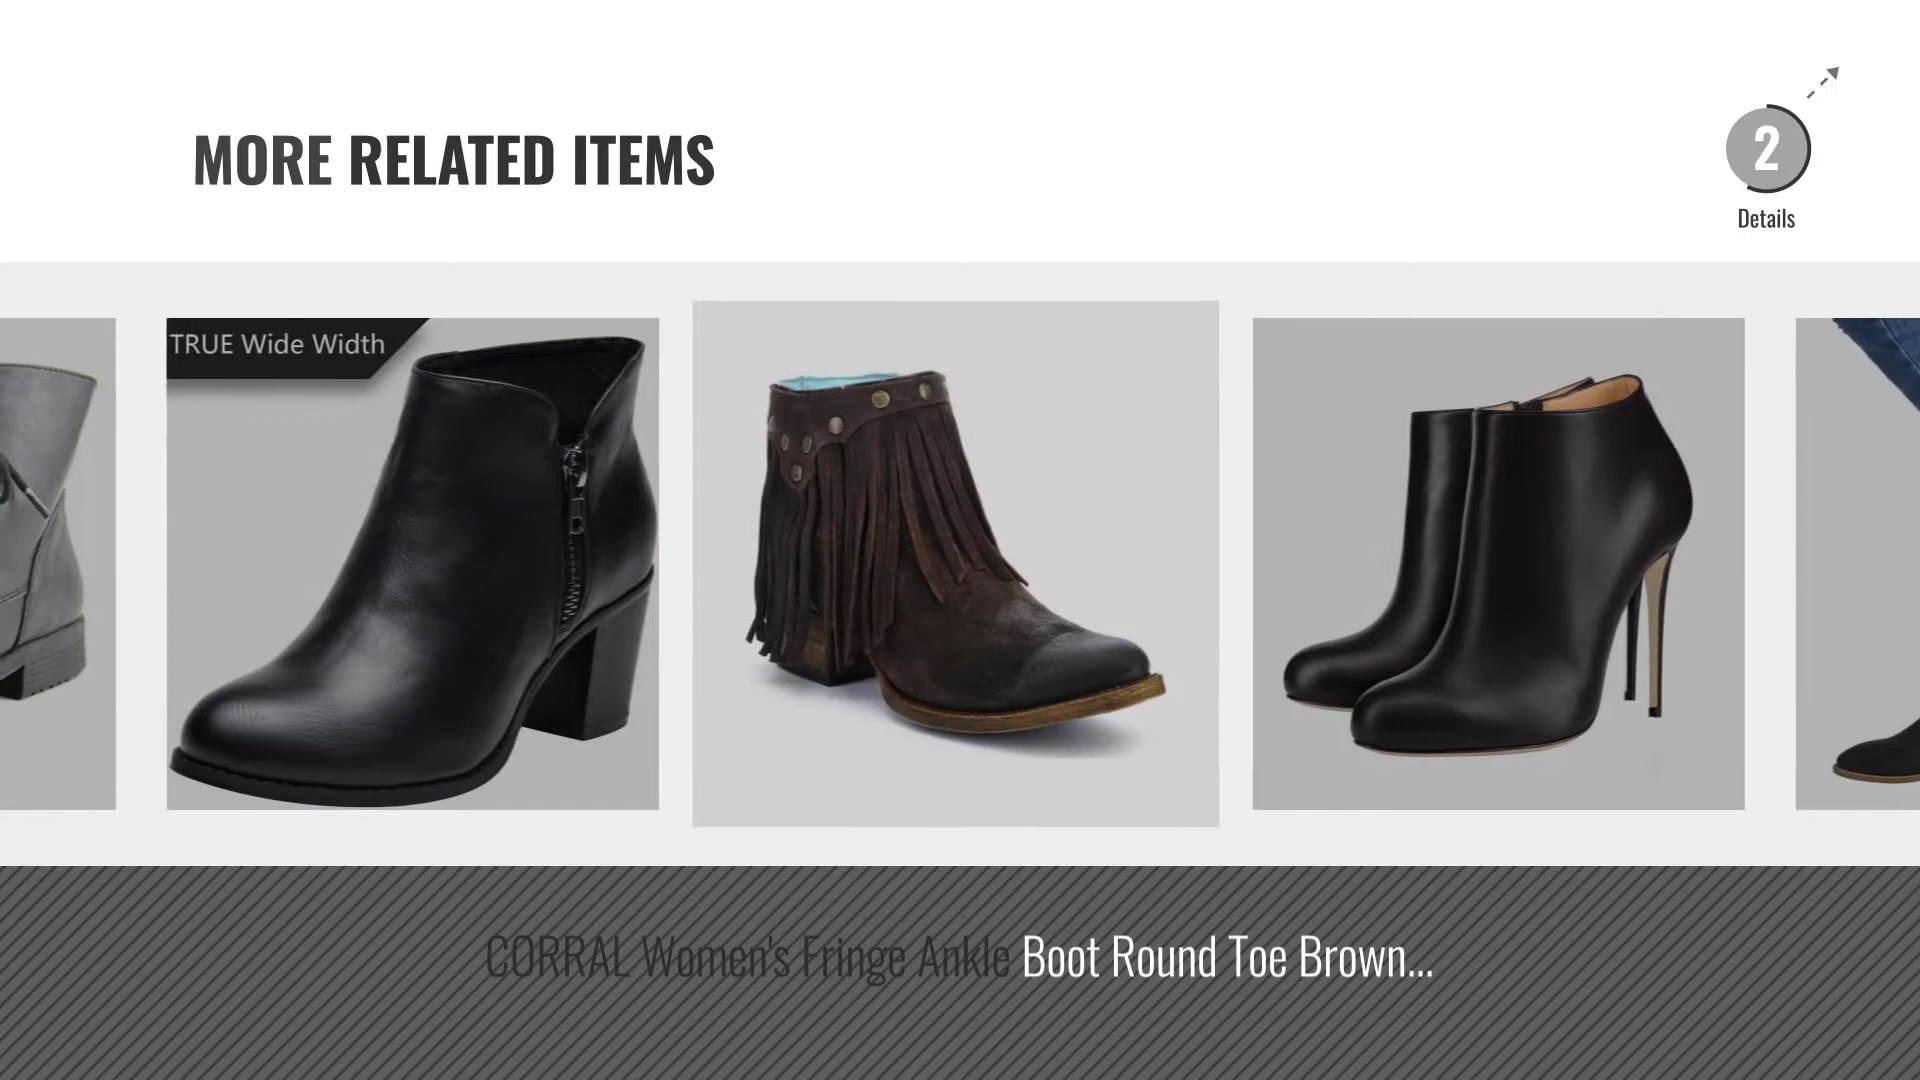 MORE RELATED ITEMS
2
Details
TRUE Wide Width
CORRAL Women's Fringe Ankle Boot Round Toe Brown...